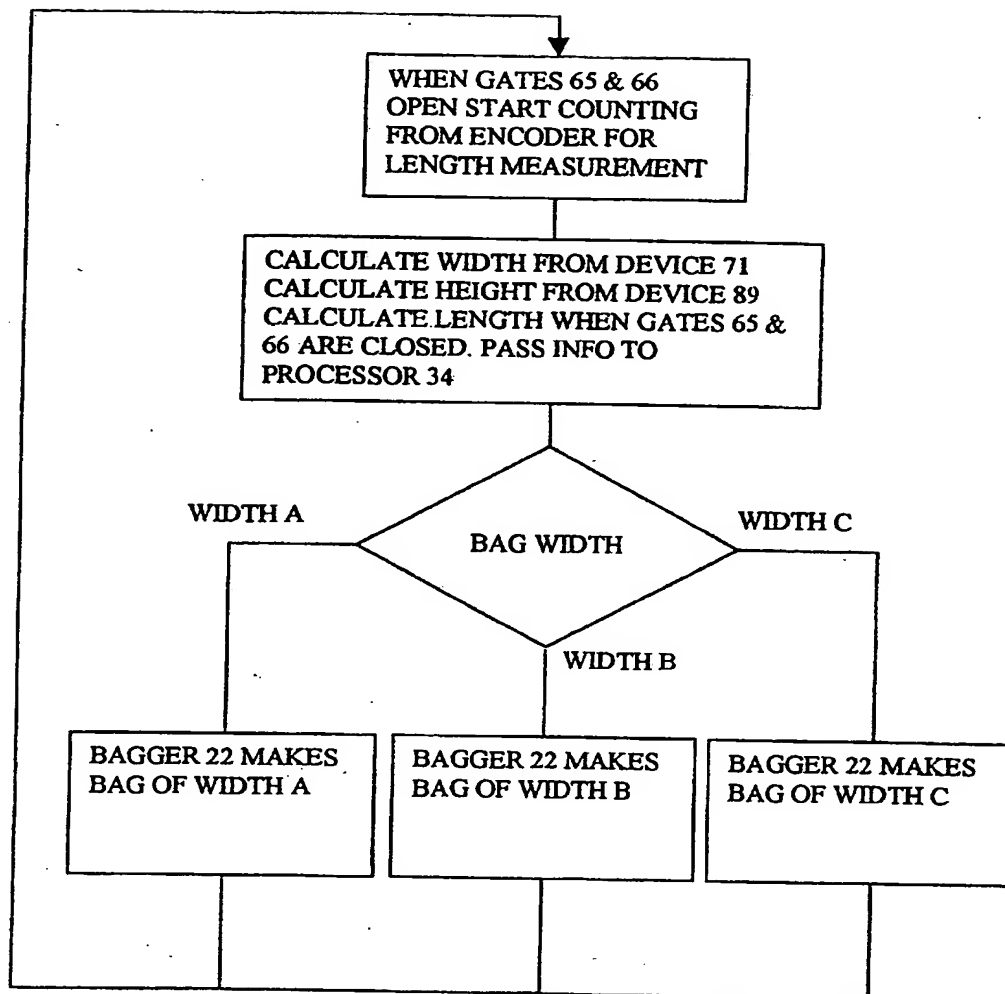 WHEN GATES 65 & 66
OPEN START COUNTING
FROM ENCODER FOR
LENGTH MEASUREMENT
CALCULATE WIDTH FROM DEVICE 71
CALCULATE HEIGHT FROM DEVICE 89
CALCULATE LENGTH WHEN GATES 65 &
66 ARE CLOSED. PASS INFO TO
PROCESSOR 34
WIDTH A
BAG WIDTH
WIDTH C
WIDTH B
BAGGER 22 MAKES
BAG OF WIDTH A
BAGGER 22 MAKES
BAG OF WIDTH B
BAGGER 22 MAKES
BAG OF WIDTH C